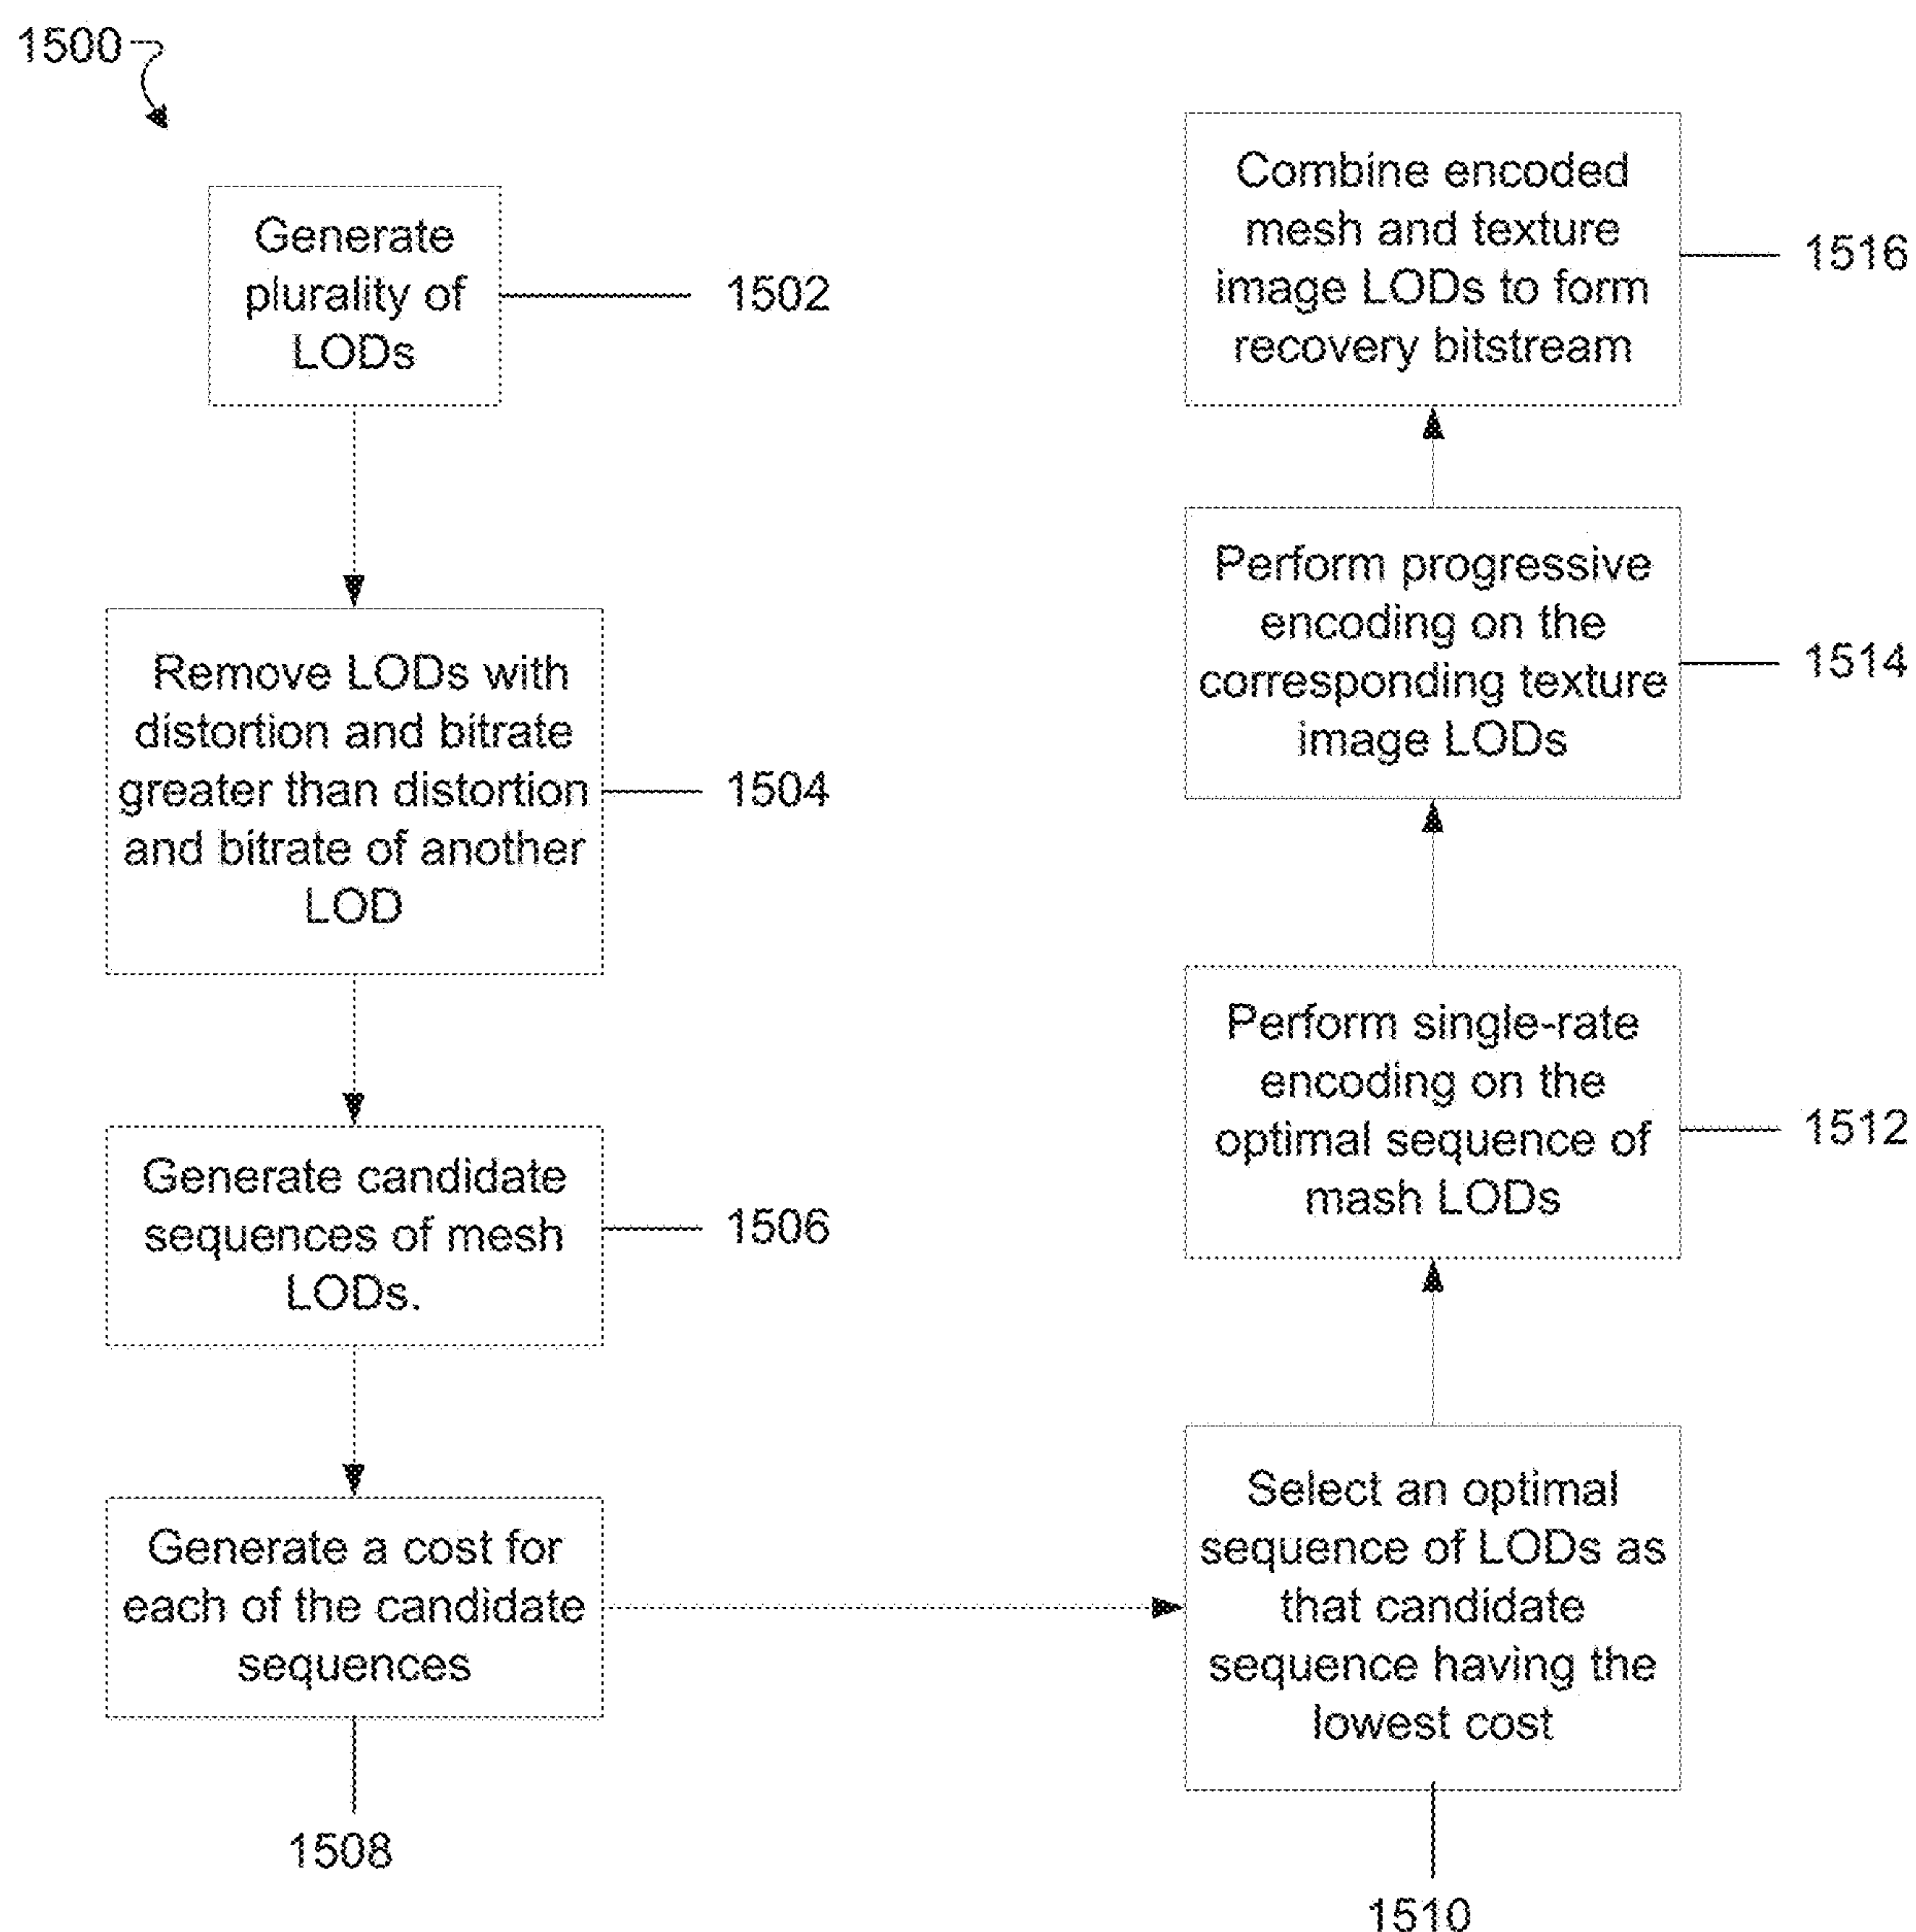 1500
Generate
plurality of
LODs
1502
Remove LODs with
distortion and bitrate
greater than distortion
and bitrate of another
LOD
1504
Generate candidate
sequences of mesh
LODs.
1506
Generate a cost for
each of the candidate
sequences
1508
Select an optimal
sequence of LODs as
that candidate
sequence having the
lowest cost
1510
Perform single-rate
encoding on the
optimal sequence of
mash LODs
1512
Perform progressive
encoding on the
corresponding texture
image LODs
1514
Combine encoded
mesh and texture
image LODs to form
recovery bitstream
1516